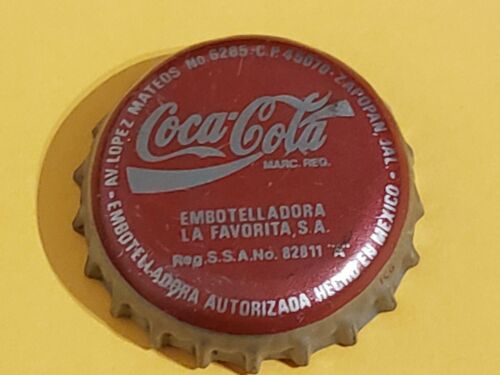 AV. LOPEZ MATEOS No. 6285 - C.P. 45070 - ZAPOPAN, JAL. -
Coca-Cola
MARC. REG.
EMBOTELLADORA
LA FAVORITA, S.A.
Reg. S.S.A. No. 82811 "A"
EMBOTELLADORA AUTORIZADA HECHO EN MEXICO -